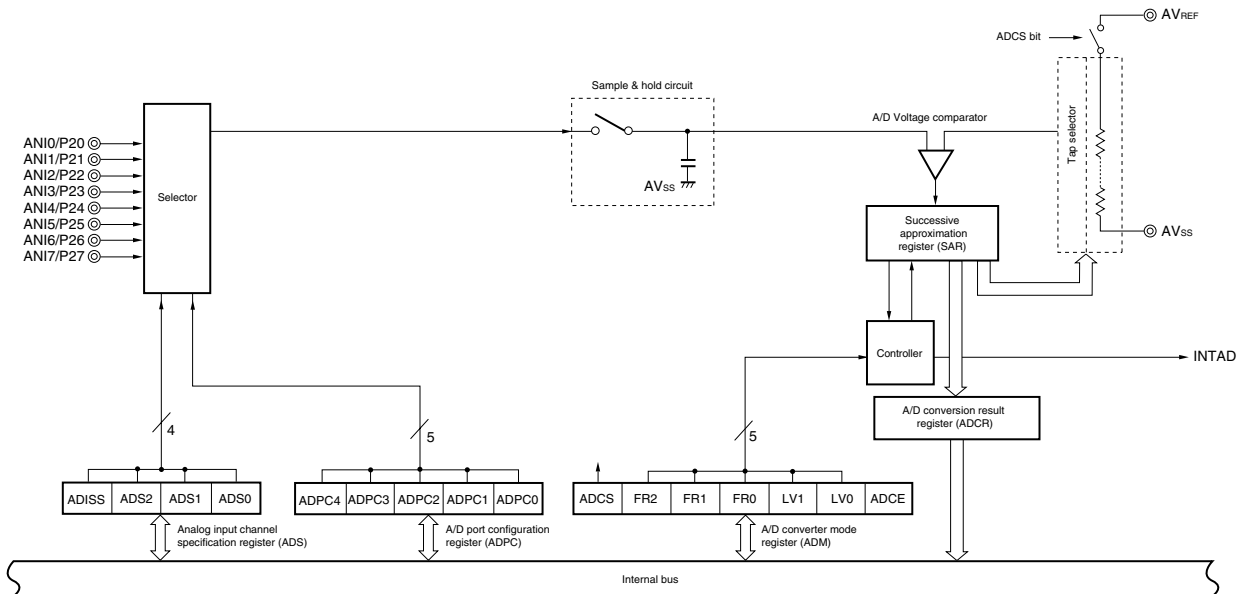 AVREF
ADCS bit
Sample & hold circuit
A/D Voltage comparator
Tap selector
ANI0/P20
ANI1/P21
ANI2/P22
ANI3/P23
ANI4/P24
ANI5/P25
ANI6/P26
ANI7/P27
Selector
AVSS
Successive
approximation
register (SAR)
AVSS
Controller
INTAD
A/D conversion result
register (ADCR)
4
5
5
ADISS ADS2 ADS1 ADS0
ADPC4 ADPC3 ADPC2 ADPC1 ADPC0
ADCS FR2 FR1 FR0 LV1 LV0 ADCE
Analog input channel
specification register (ADS)
A/D port configuration
register (ADPC)
A/D converter mode
register (ADM)
Internal bus